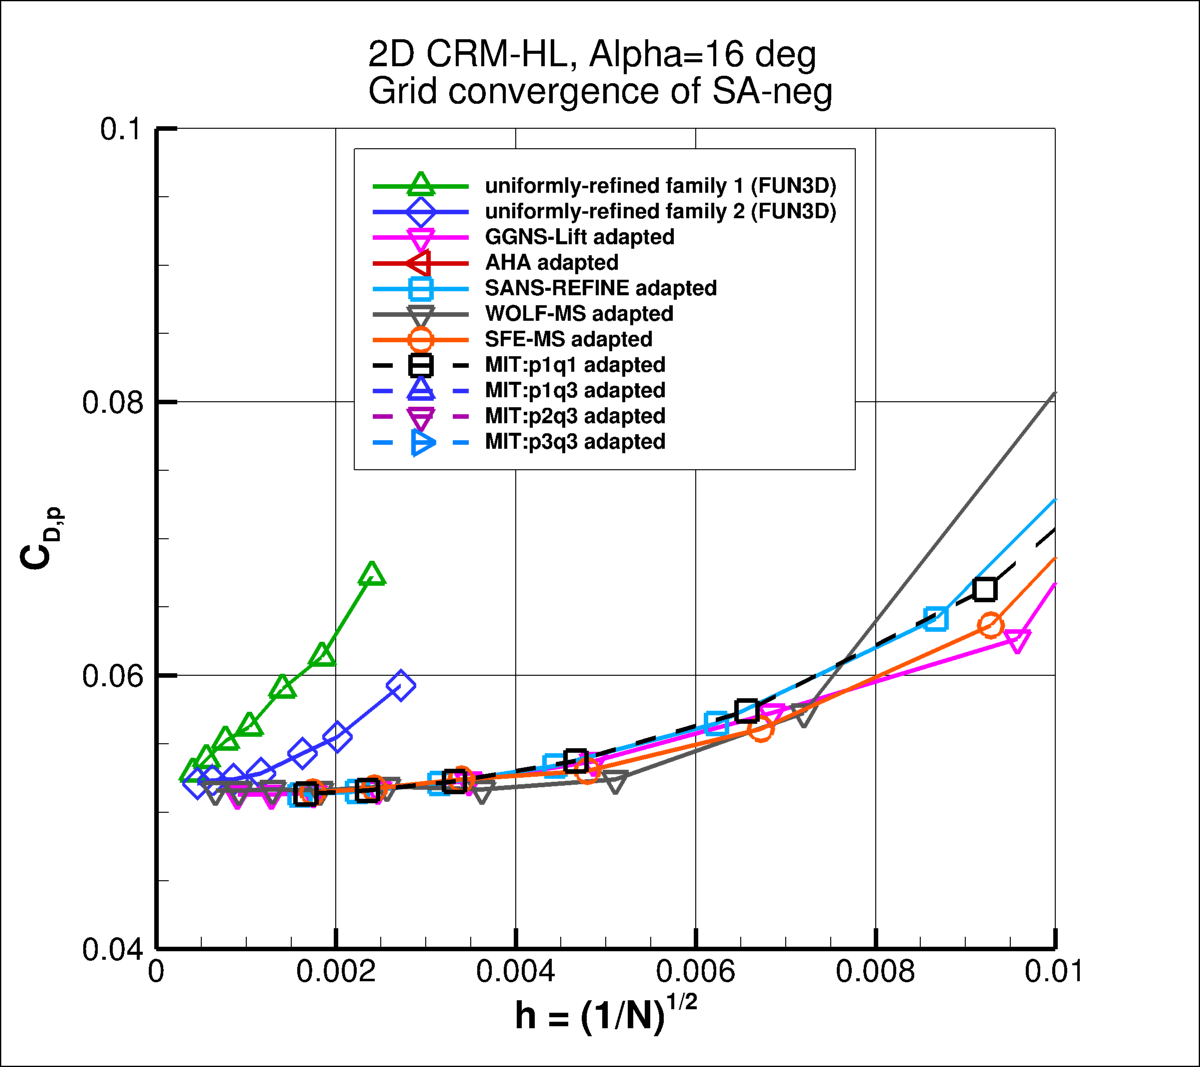 2D CRM-HL, Alpha=16 deg
Grid convergence of SA-neg
0.1
uniformly-refined family 1 (FUN3D)
uniformly-refined family 2 (FUN3D)
GGNS-Lift adapted
AHA adapted
SANS-REFINE adapted
WOLF-MS adapted
SFE-MS adapted
MIT:p1q1 adapted
MIT:p1q3 adapted
MIT:p2q3 adapted
MIT:p3q3 adapted
0.08
C_D,p
0.06
0.04
0 0.002 0.004 0.006 0.008 0.01
h = (1/N)^1/2